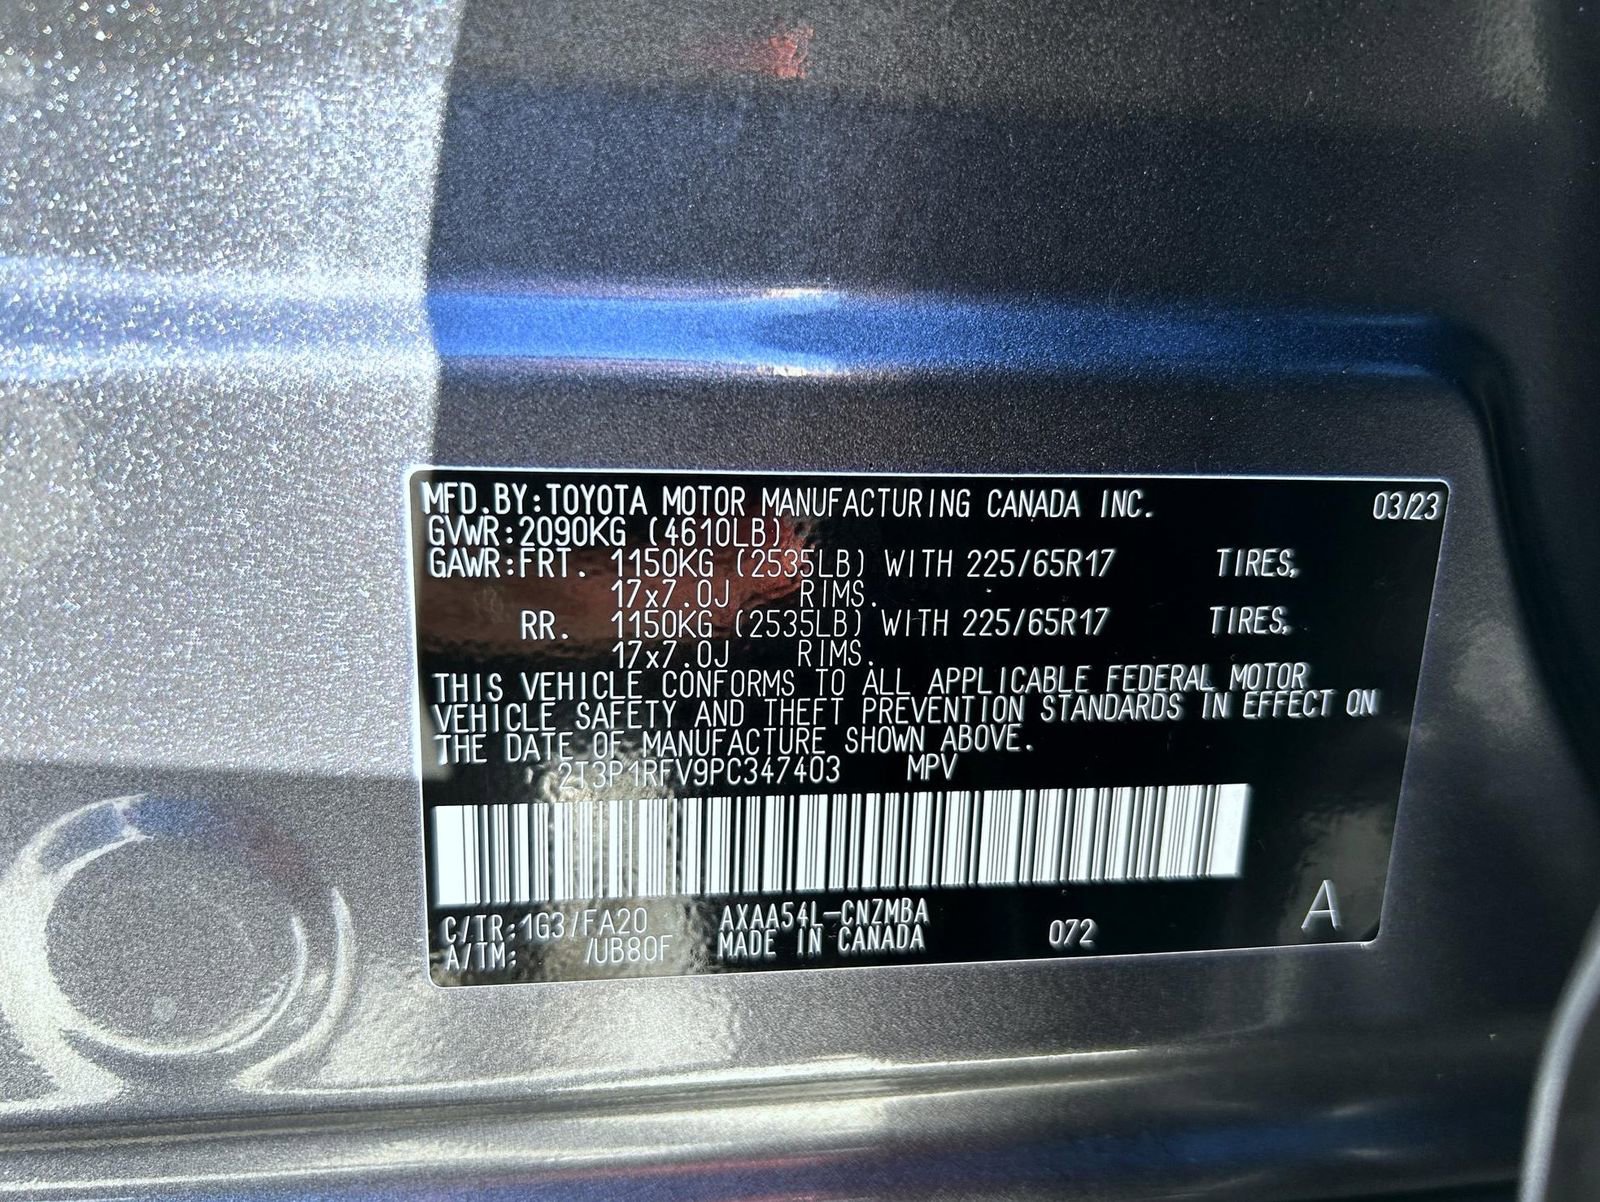 MFD.BY:TOYOTA MOTOR MANUFACTURING CANADA INC. 03/23
GVWR:2090KG (4610LB)
GAWR:FRT. 1150KG (2535LB) WITH 225/65R17 TIRES,
17x7.0J RIMS.
RR. 1150KG (2535LB) WITH 225/65R17 TIRES,
17x7.0J RIMS.
THIS VEHICLE CONFORMS TO ALL APPLICABLE FEDERAL MOTOR
VEHICLE SAFETY AND THEFT PREVENTION STANDARDS IN EFFECT ON
THE DATE OF MANUFACTURE SHOWN ABOVE.
2T3P1RFV9PC347403 MPV
C/TR:1G3/FA20 AXAA54L-CNZMBA 072 A
A/TM: /UB80F MADE IN CANADA